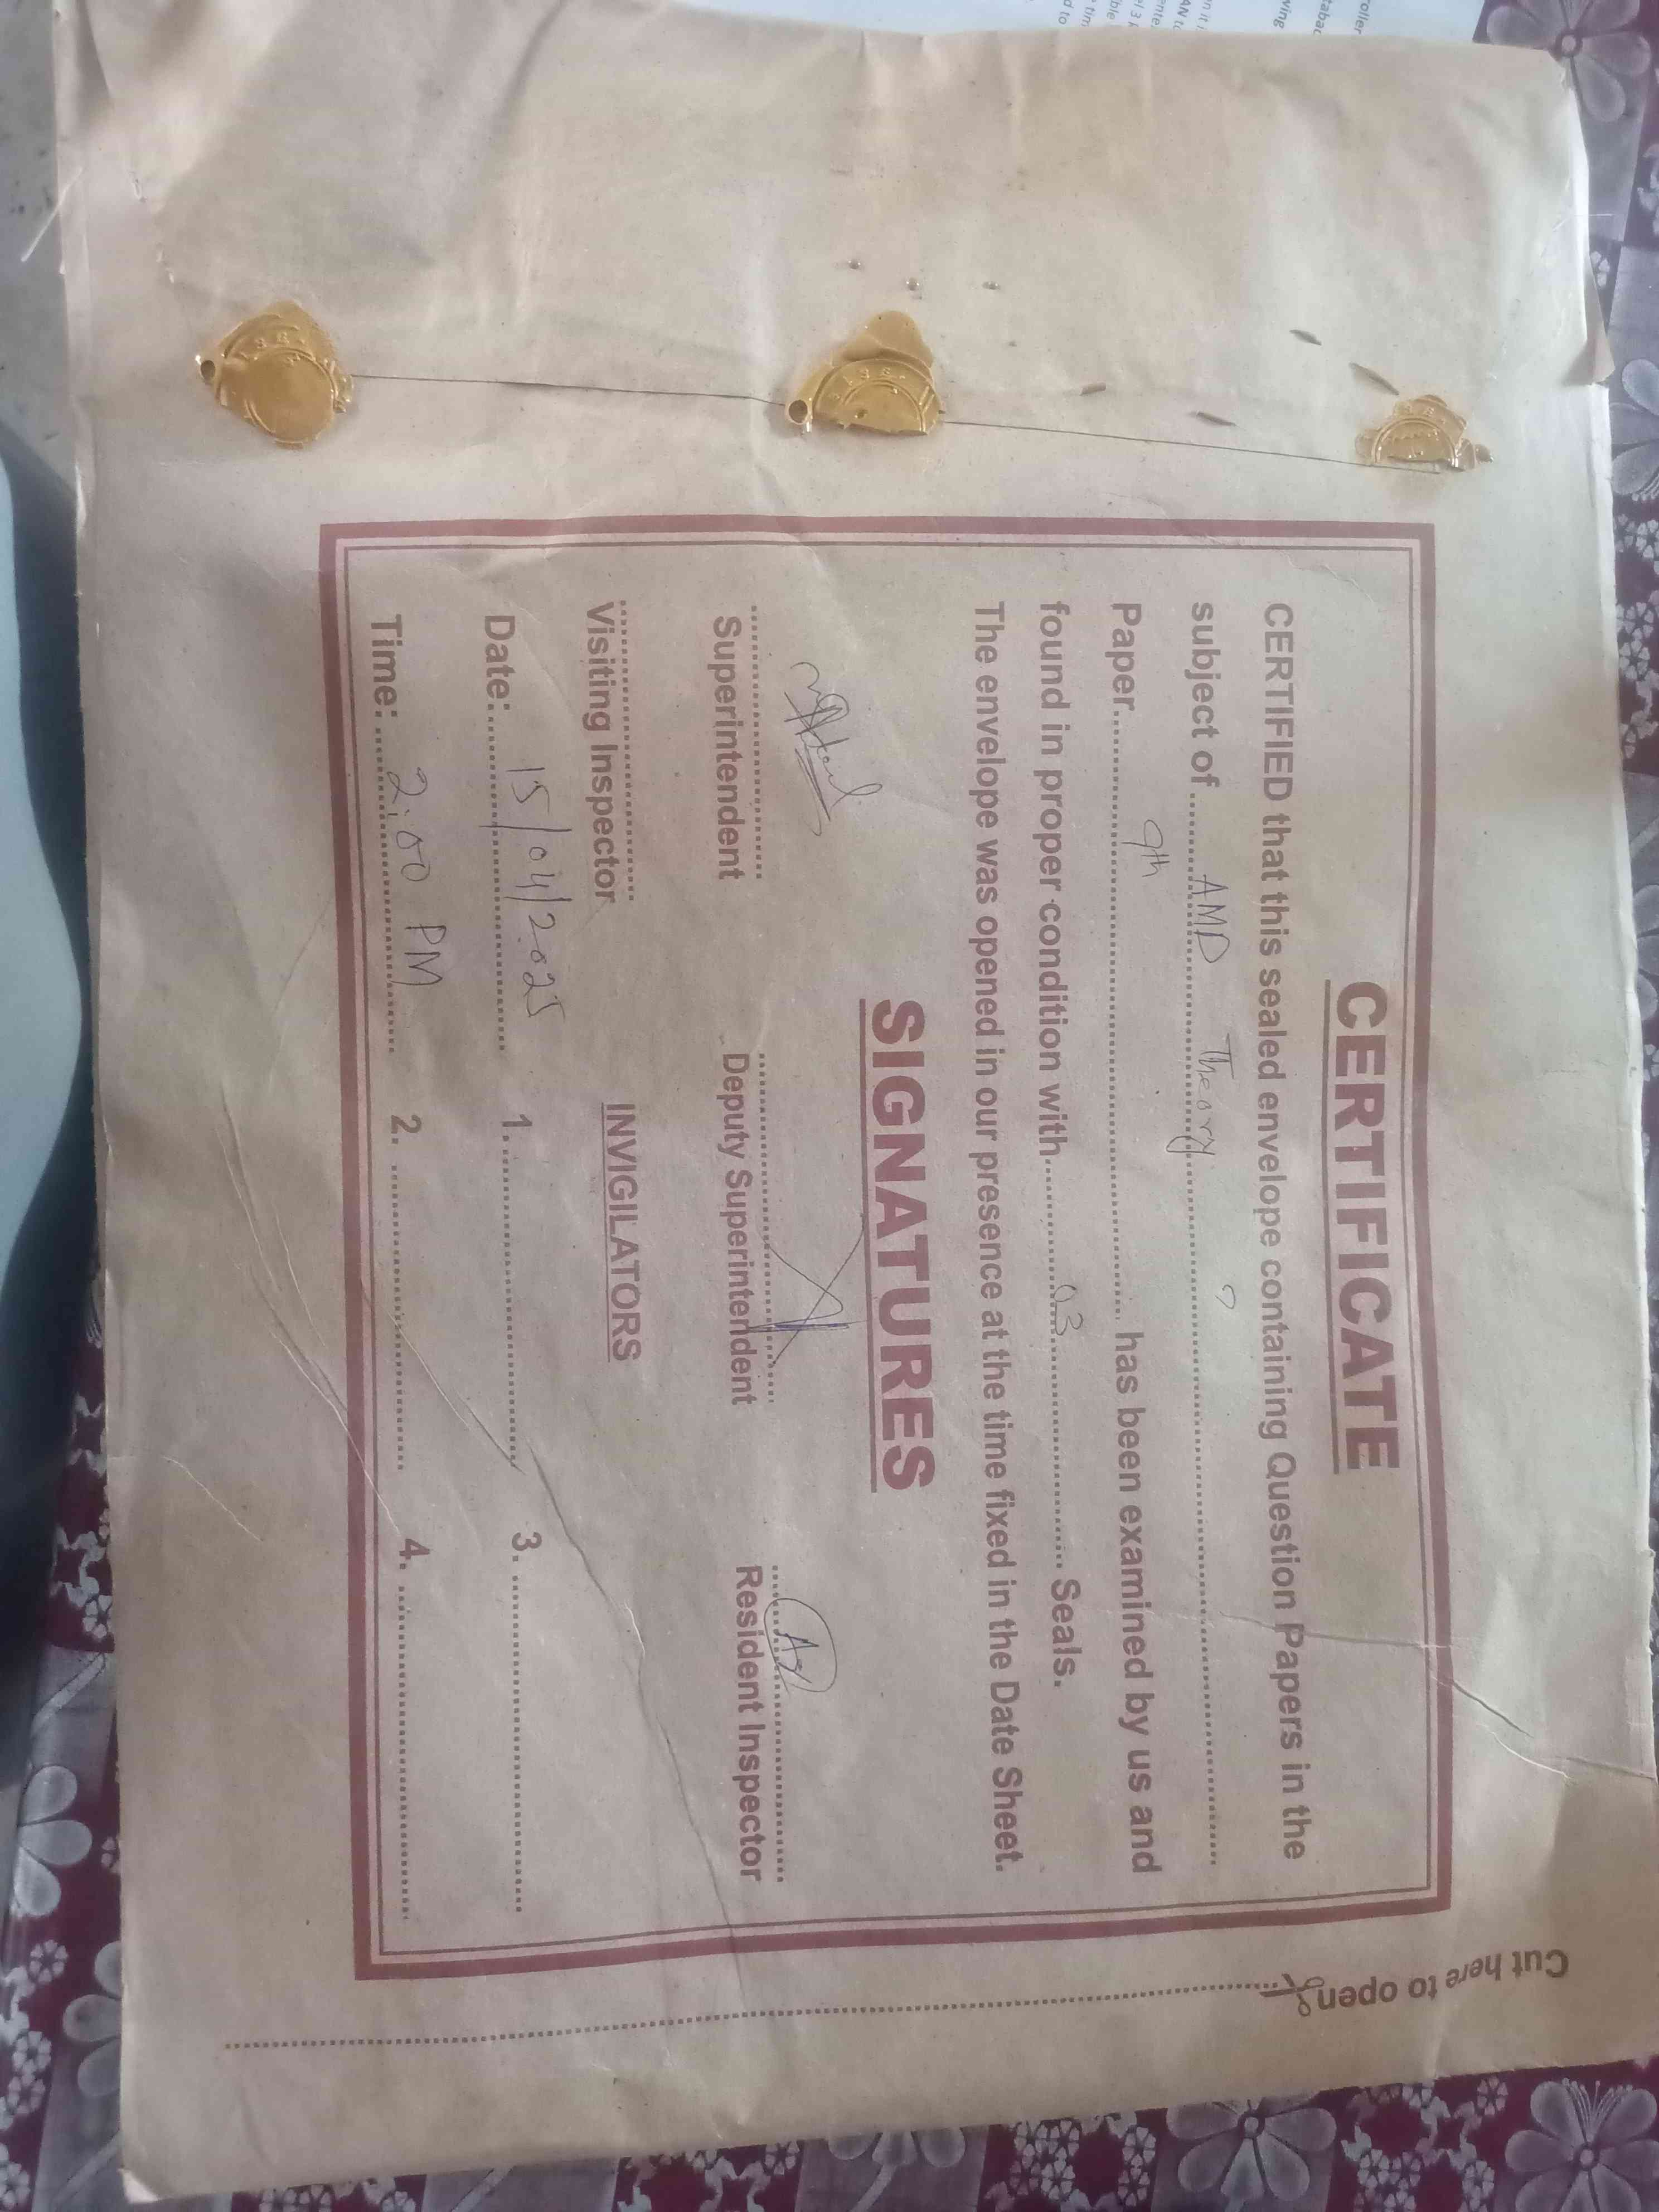 CERTIFICATE
CERTIFIED that this sealed envelope containing Question Papers in the
subject of........AMD Theory........
Paper........9th........has been examined by us and
found in proper condition with........03........Seals.
The envelope was opened in our presence at the time fixed in the Date Sheet.
SIGNATURES
Superintendent Deputy Superintendent Resident Inspector
Visiting Inspector INVIGILATORS
Date:....15/04/2025.... 1............ 3............
Time:....2:00 PM.... 2............ 4............
Cut here to open